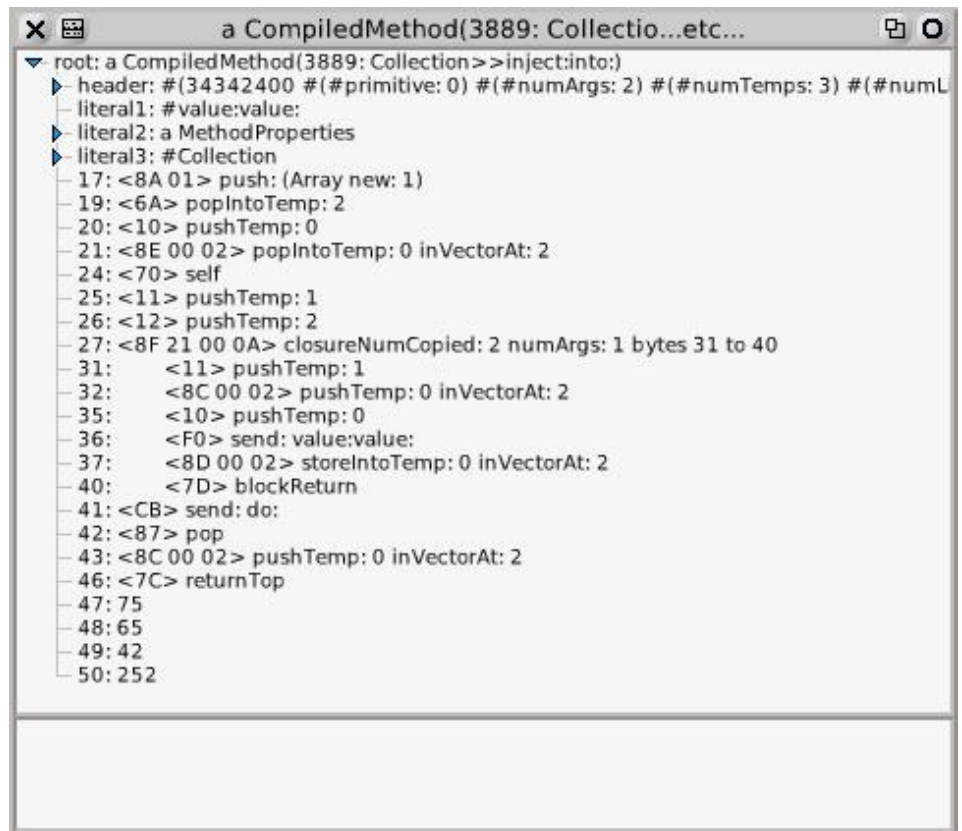 a CompiledMethod(3889: Collectio...etc...
root: a CompiledMethod(3889: Collection>>inject:into:)
header: #(34342400 #(#primitive: 0) #(#numArgs: 2) #(#numTemps: 3) #(#numLi
literal1: #value:value:
literal2: a MethodProperties
literal3: #Collection
17: <8A 01> push: (Array new: 1)
19: <6A> popIntoTemp: 2
20: <10> pushTemp: 0
21: <8E 00 02> popIntoTemp: 0 inVectorAt: 2
24: <70> self
25: <11> pushTemp: 1
26: <12> pushTemp: 2
27: <8F 21 00 0A> closureNumCopied: 2 numArgs: 1 bytes 31 to 40
31: <11> pushTemp: 1
32: <8C 00 02> pushTemp: 0 inVectorAt: 2
35: <10> pushTemp: 0
36: <F0> send: value:value:
37: <8D 00 02> storeIntoTemp: 0 inVectorAt: 2
40: <7D> blockReturn
41: <CB> send: do:
42: <87> pop
43: <8C 00 02> pushTemp: 0 inVectorAt: 2
46: <7C> returnTop
47: 75
48: 65
49: 42
50: 252